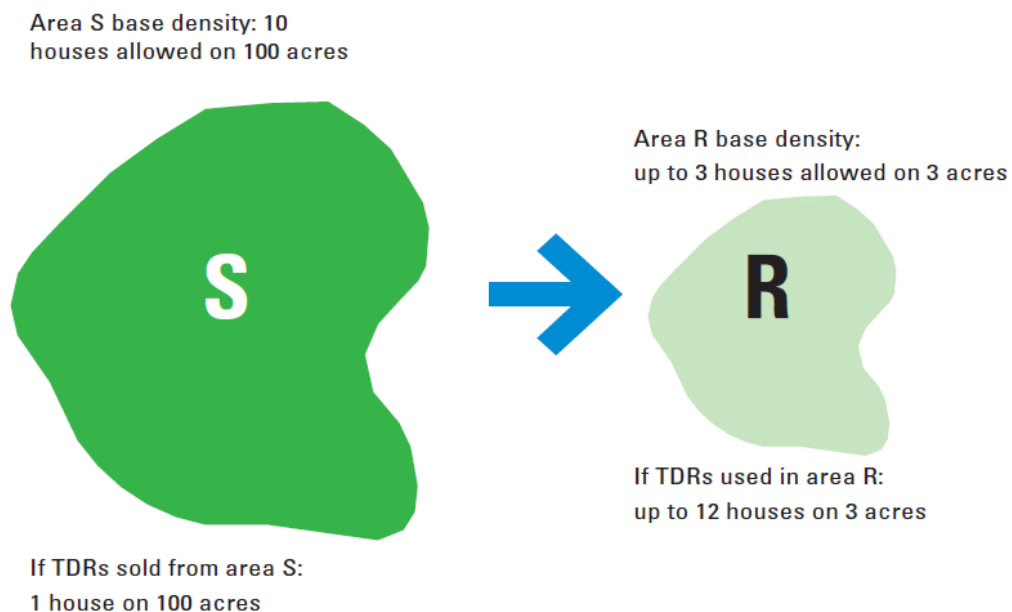 Area S base density: 10
houses allowed on 100 acres
S
If TDRs sold from area S:
1 house on 100 acres
Area R base density:
up to 3 houses allowed on 3 acres
R
If TDRs used in area R:
up to 12 houses on 3 acres